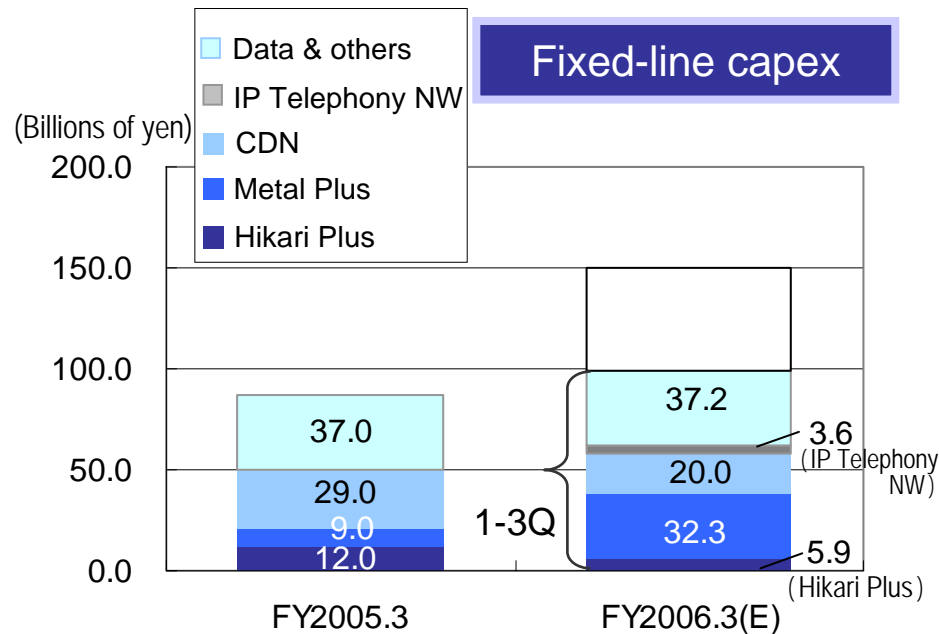 Fixed-line capex
Data & others
IP Telephony NW
CDN
Metal Plus
Hikari Plus
(Billions of yen)
200.0
150.0
100.0
50.0
0.0
37.0
29.0
9.0
12.0
1-3Q
37.2
3.6
(IP Telephony
NW)
20.0
32.3
5.9
(Hikari Plus)
FY2005.3
FY2006.3(E)